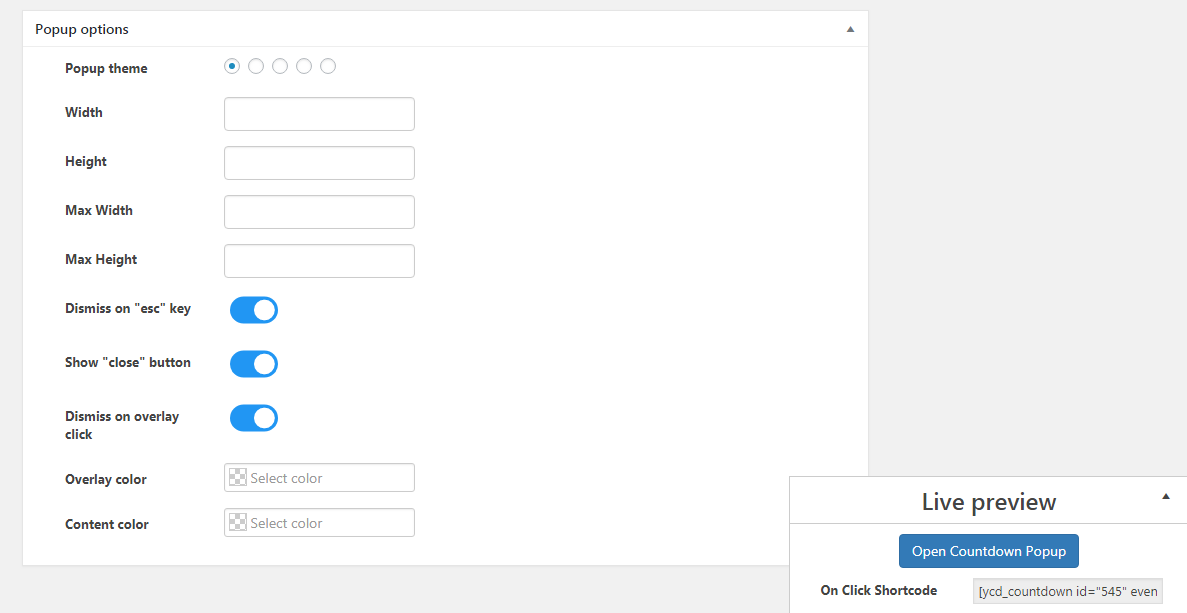 Popup options
Popup theme
Width
Height
Max Width
Max Height
Dismiss on "esc" key
Show "close" button
Dismiss on overlay
click
Overlay color
Select color
Content color
Select color
Live preview
Open Countdown Popup
On Click Shortcode
[ycd_countdown id="545" even